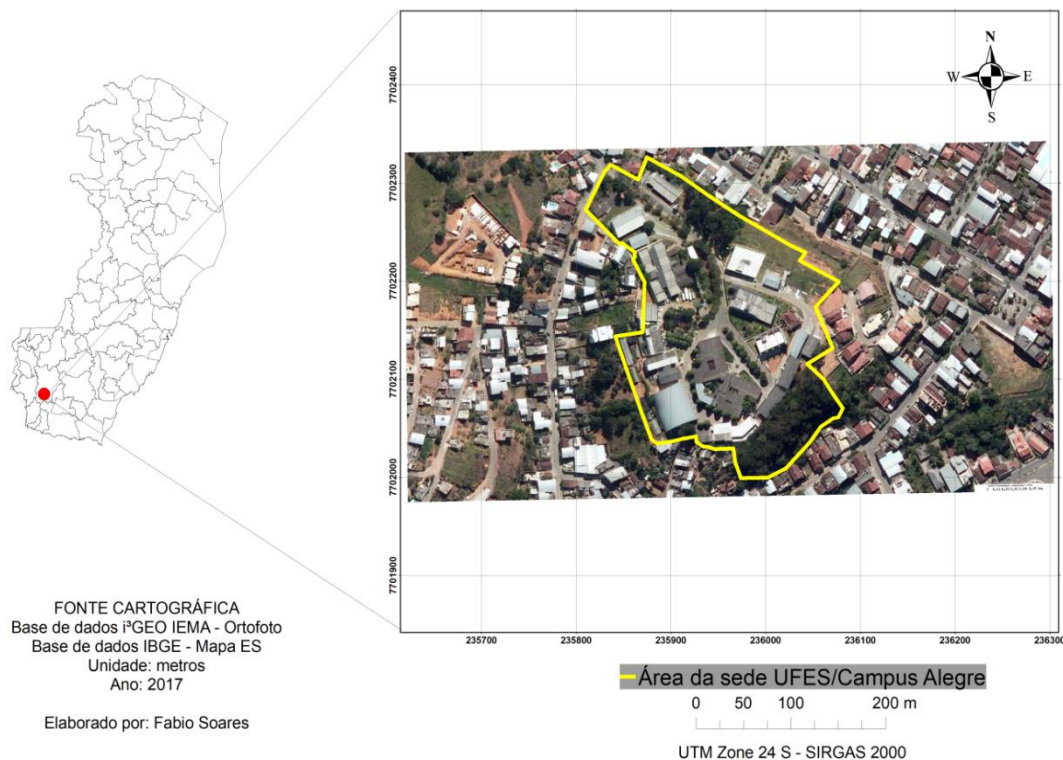 N
W E
S
7702400
7702300
7702200
7702100
7702000
7701900
235700 235800 235900 236000 236100 236200 236300
FONTE CARTOGRÁFICA
Base de dados i³GEO IEMA - Ortofoto
Base de dados IBGE - Mapa ES
Unidade: metros
Ano: 2017
Elaborado por: Fabio Soares
Área da sede UFES/Campus Alegre
0 50 100 200 m
UTM Zone 24 S - SIRGAS 2000